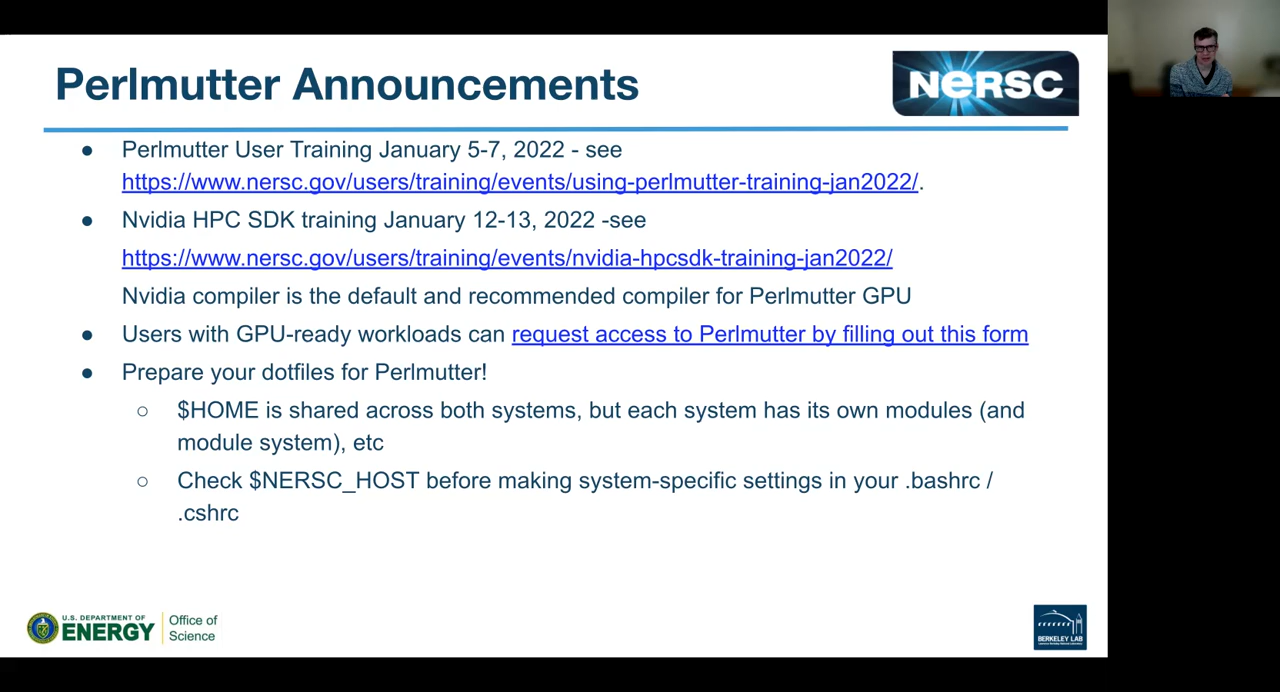 Perlmutter Announcements
NERSC
● Perlmutter User Training January 5-7, 2022 - see
https://www.nersc.gov/users/training/events/using-perlmutter-training-jan2022/.
● Nvidia HPC SDK training January 12-13, 2022 -see
https://www.nersc.gov/users/training/events/nvidia-hpcsdk-training-jan2022/
Nvidia compiler is the default and recommended compiler for Perlmutter GPU
● Users with GPU-ready workloads can request access to Perlmutter by filling out this form
● Prepare your dotfiles for Perlmutter!
○ $HOME is shared across both systems, but each system has its own modules (and
module system), etc
○ Check $NERSC_HOST before making system-specific settings in your .bashrc /
.cshrc
U.S. DEPARTMENT OF
ENERGY
Office of
Science
BERKELEY LAB